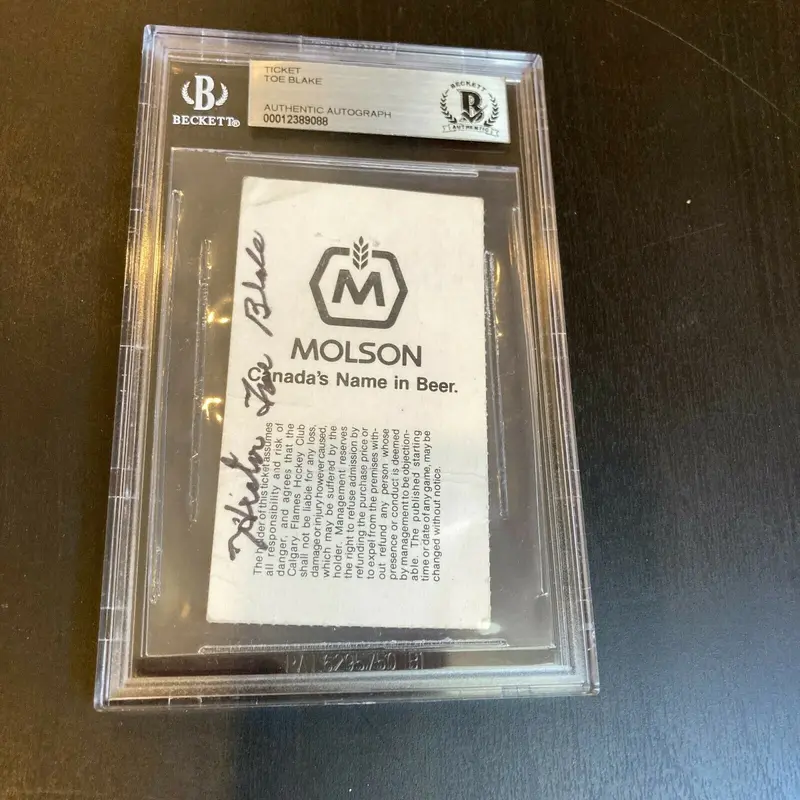 TICKET
TOE BLAKE
AUTHENTIC AUTOGRAPH
00012389088
B
BECKETT®
BECKETT
B
AUTHENTIC
M
MOLSON
Canada's Name in Beer.
Hector Toe Blake
The holder of this ticket assumes
all responsibility and risk of
danger, and agrees that the
Calgary Flames Hockey Club
shall not be liable for any loss,
damage or injury however caused,
which may be suffered by the
holder. Management reserves
the right to refuse admission by
refunding the purchase price or
to expel from the premises with-
out refund any person whose
presence or conduct is deemed
by management to be objection-
able. The published starting
time or date of any game, may be
changed without notice.